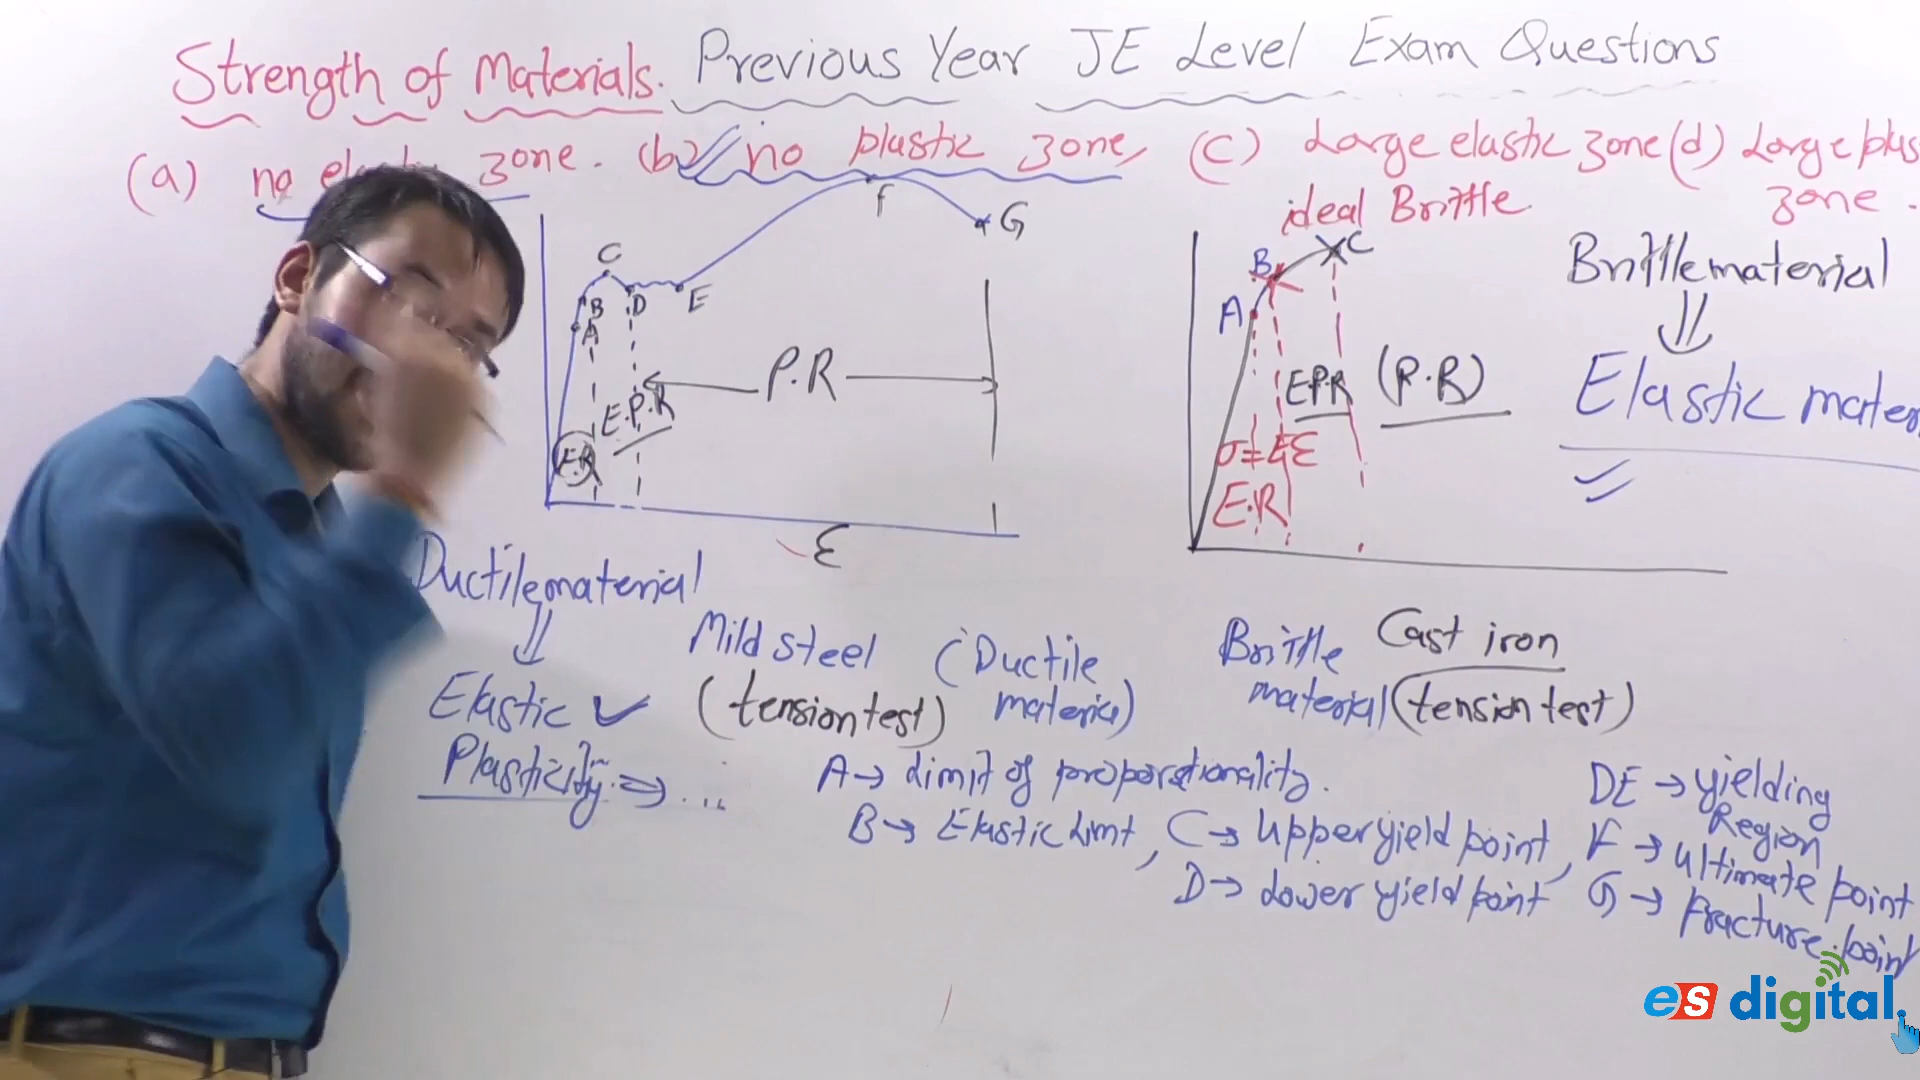 Strength of Materials. Previous Year JE Level Exam Questions
(a) no elastic zone. (b) no plastic zone, (c) Large elastic zone (d) Large plas
zone.
ideal Brittle
C
B
A
D
E
F
G
P.R
E.P.R
E.R
ε
B
C
A
EPR (P.R)
σ=Eε
E.R
Brittle material
⇓
Elastic mater
Ductile material
⇓
Elastic ✓
Plasticity ⇒ ...
Mild steel (Ductile
(tension test) material)
Brittle Cast iron
material (tension test)
A → Limit of proportionality.
B → Elastic Limt, C → Upper yield point,
D → Lower yield point
DE → yielding
Region
F → ultimate point
G → Fracture point
es digital.